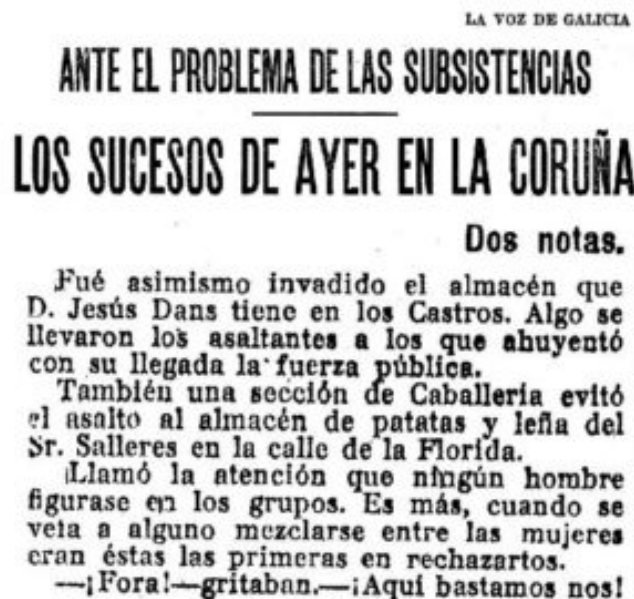 LA VOZ DE GALICIA
ANTE EL PROBLEMA DE LAS SUBSISTENCIAS
LOS SUCESOS DE AYER EN LA CORUÑA
Dos notas.
Fué asimismo invadido el almacén que
D. Jesús Dans tiene en los Castros. Algo se
llevaron los asaltantes a los que ahuyentó
con su llegada la fuerza pública.
También una sección de Caballería evitó
el asalto al almacén de patatas y leña del
Sr. Salleres en la calle de la Florida.
¡Llamó la atención que ningún hombre
figurase en los grupos. Es más, cuando se
veia a alguno mezclarse entre las mujeres
eran éstas las primeras en rechazartos.
—¡Fora!—gritaban.—¡Aquí bastamos nos!